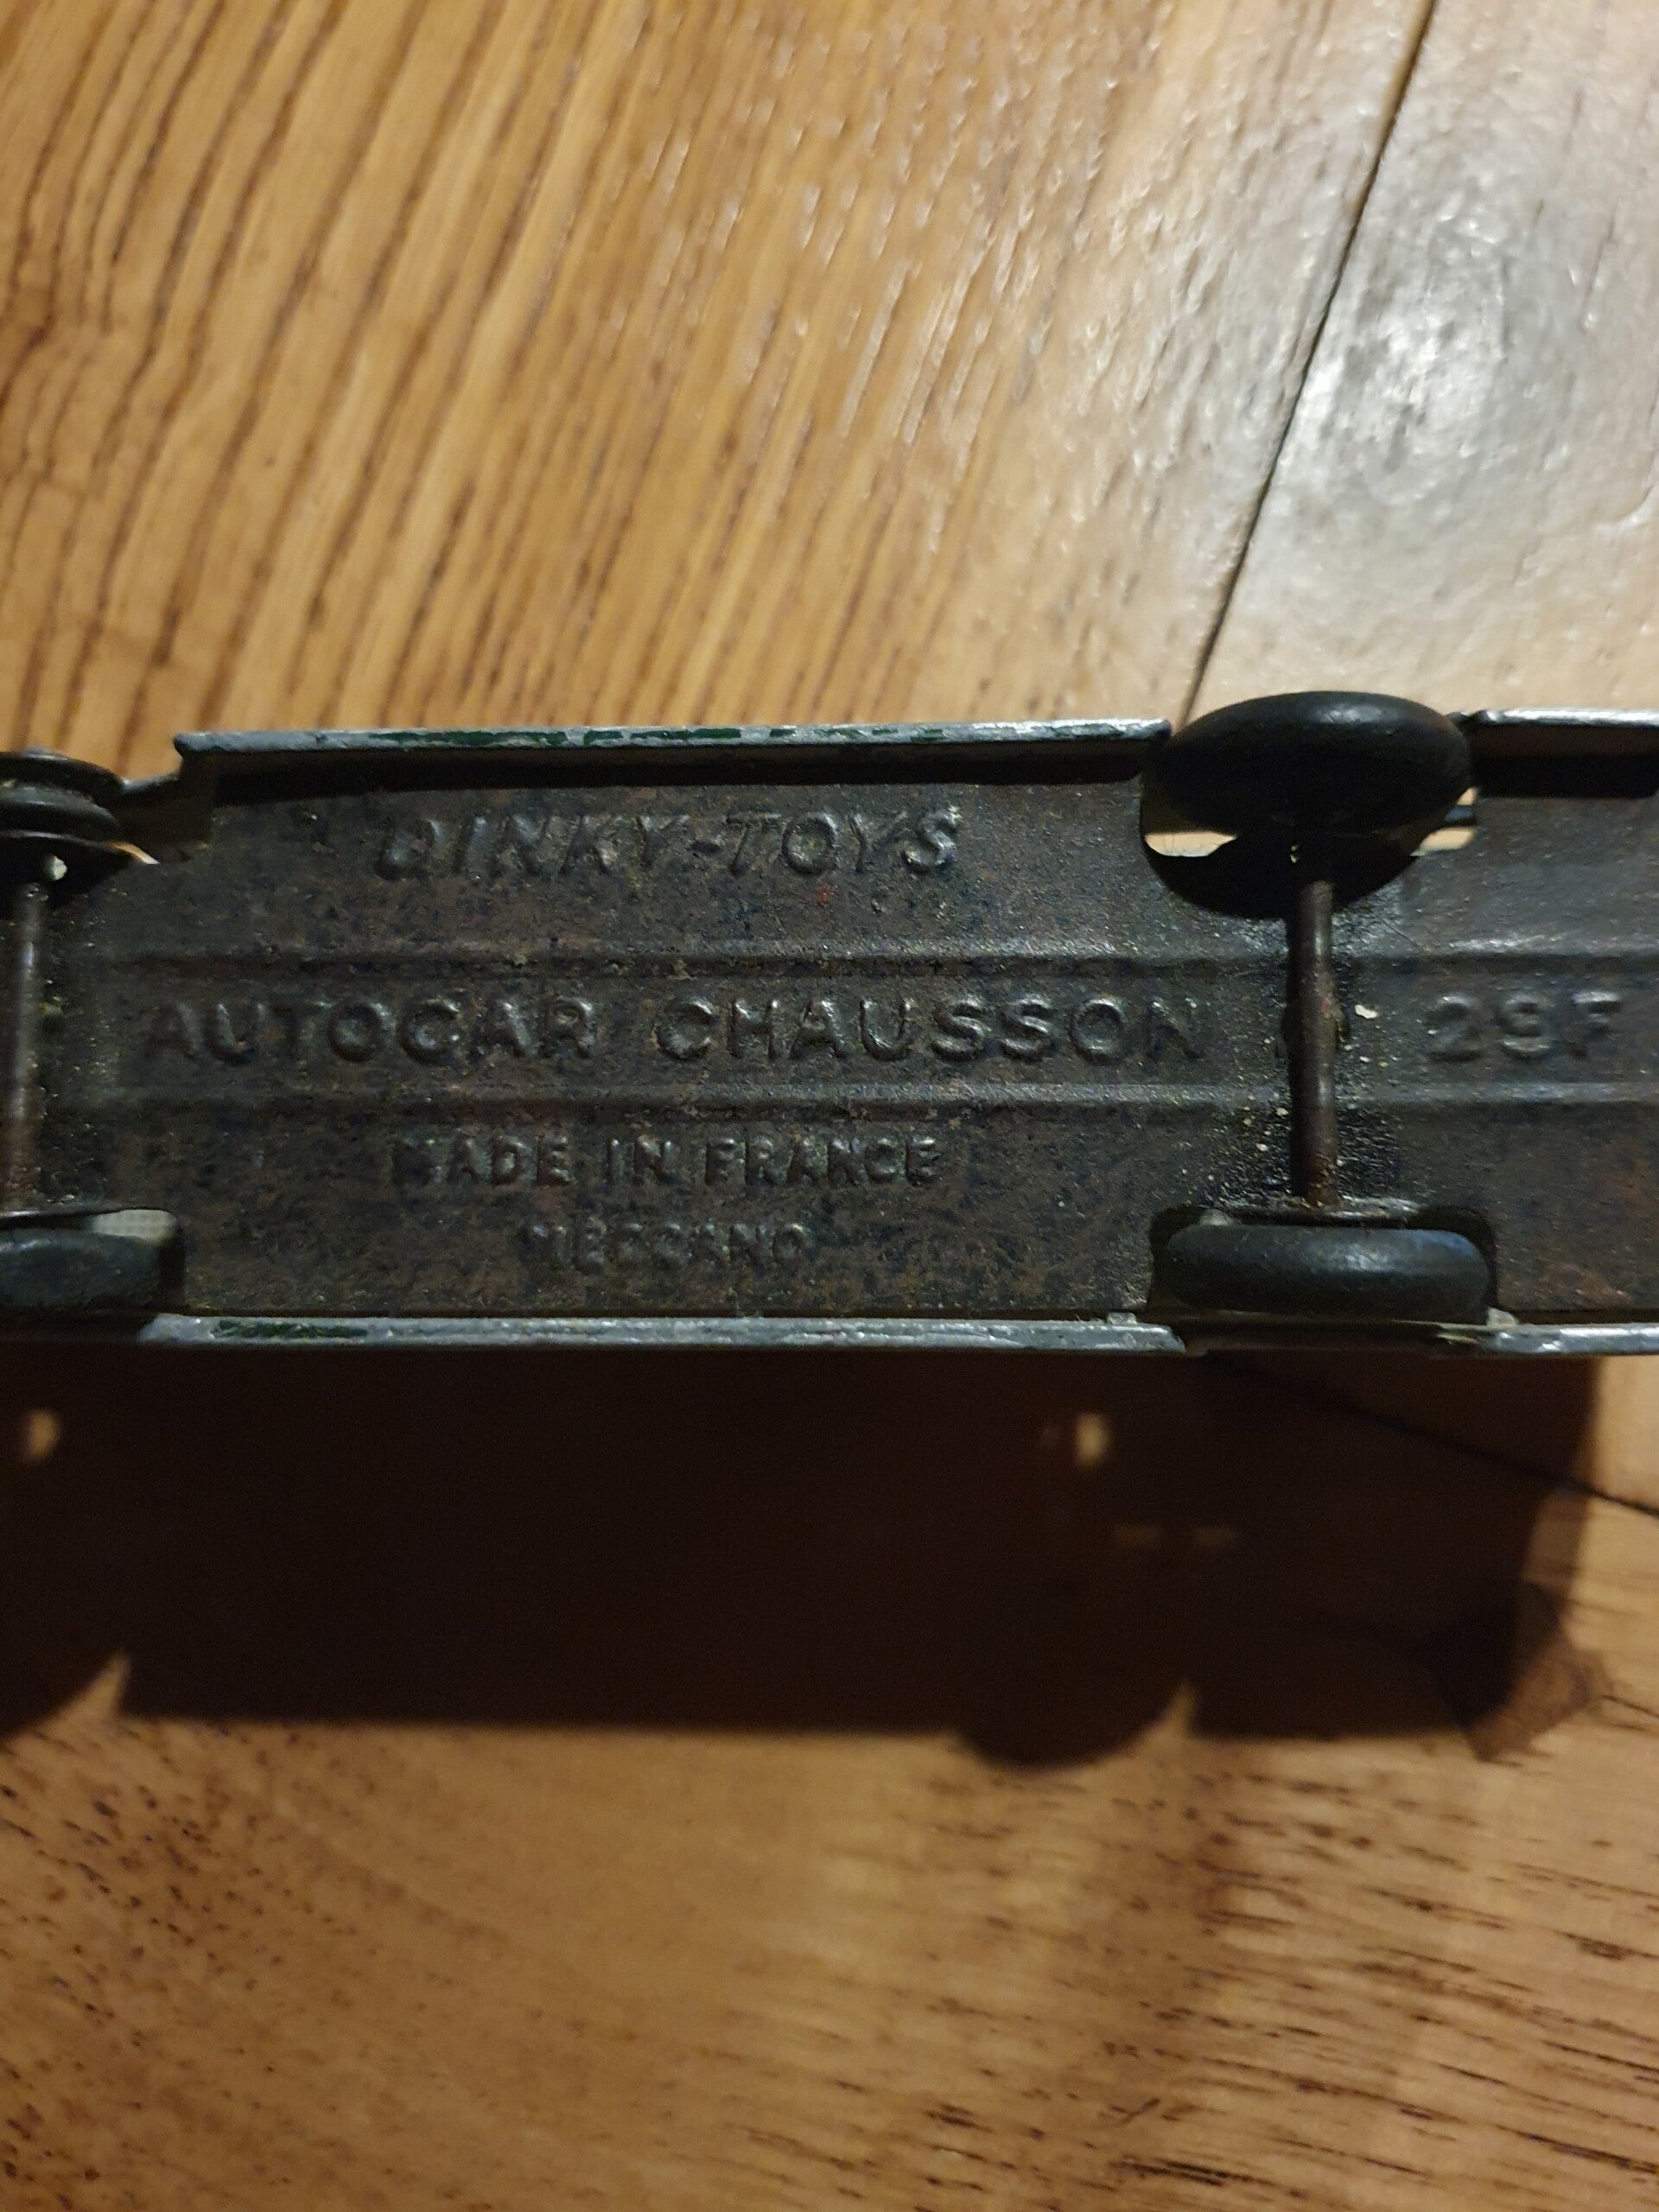 DINKY-TOYS
AUTOCAR CHAUSSON 29F
MADE IN FRANCE
MECCANO